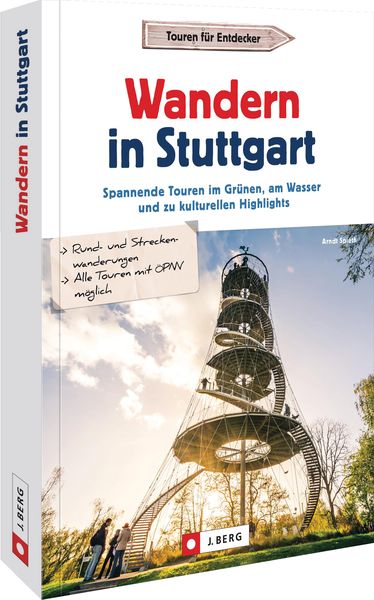 Touren für Entdecker
Wandern
in Stuttgart
Spannende Touren im Grünen, am Wasser
und zu kulturellen Highlights
Arndt Spieth
→ Rund- und Strecken-
wanderungen
→ Alle Touren mit ÖPNV
möglich
J. BERG
Wandern in Stuttgart
J. BERG